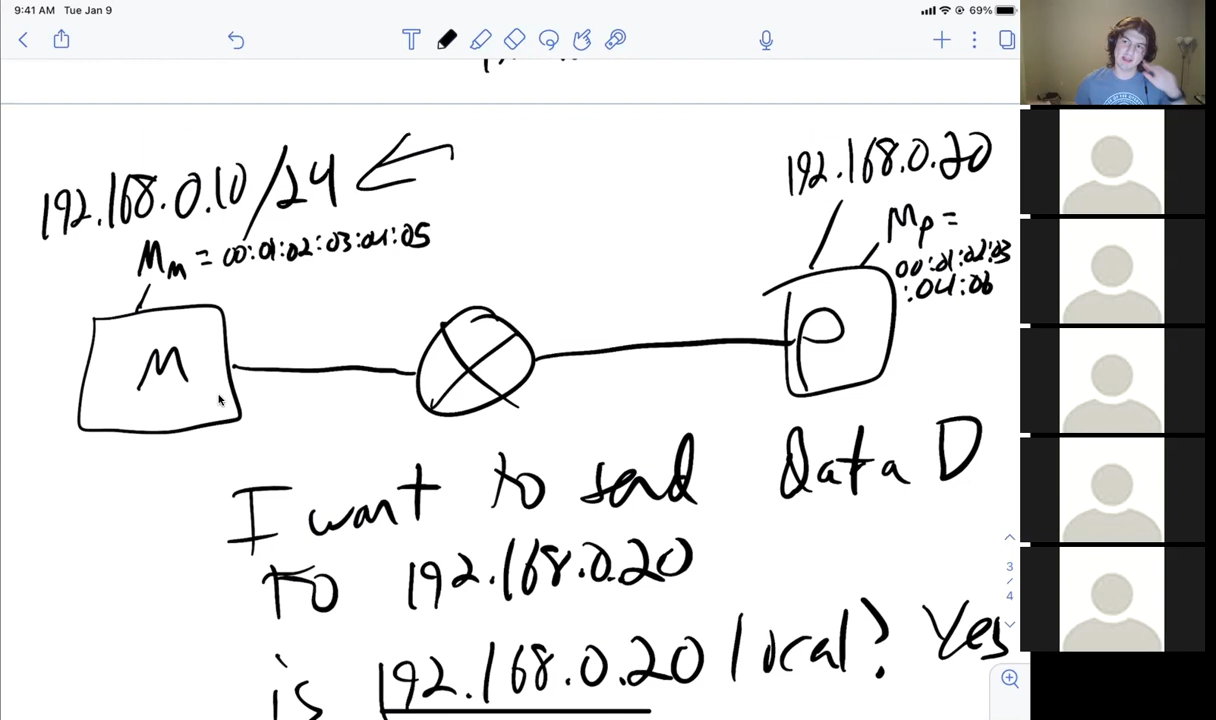 9:41 AM Tue Jan 9
69%
192.168.0.10/24
192.168.0.20
Mm = 00:01:02:03:04:05
Mp =
00:01:02:03
:04:06
M
P
I want to send Data D
To 192.168.0.20
is 192.168.0.20 local? Yes
3
/
4
T